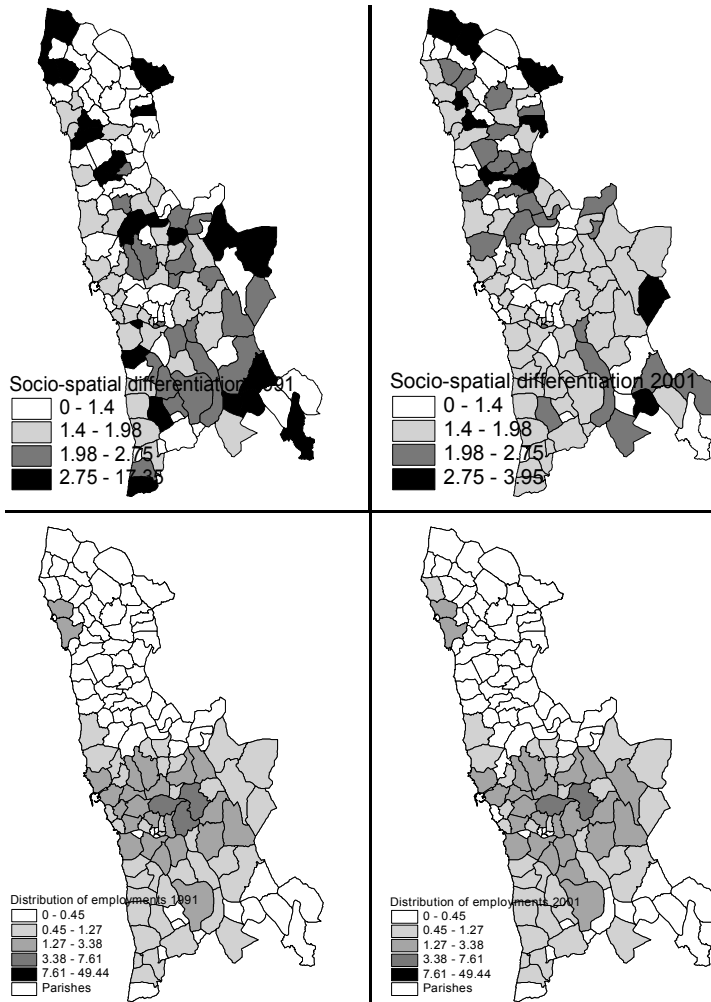 Socio-spatial differentiation 1991
0 - 1.4
1.4 - 1.98
1.98 - 2.75
2.75 - 17.35
Socio-spatial differentiation 2001
0 - 1.4
1.4 - 1.98
1.98 - 2.75
2.75 - 3.95
Distribution of employments 1991
0 - 0.45
0.45 - 1.27
1.27 - 3.38
3.38 - 7.61
7.61 - 49.44
Parishes
Distribution of employments 2001
0 - 0.45
0.45 - 1.27
1.27 - 3.38
3.38 - 7.61
7.61 - 49.44
Parishes